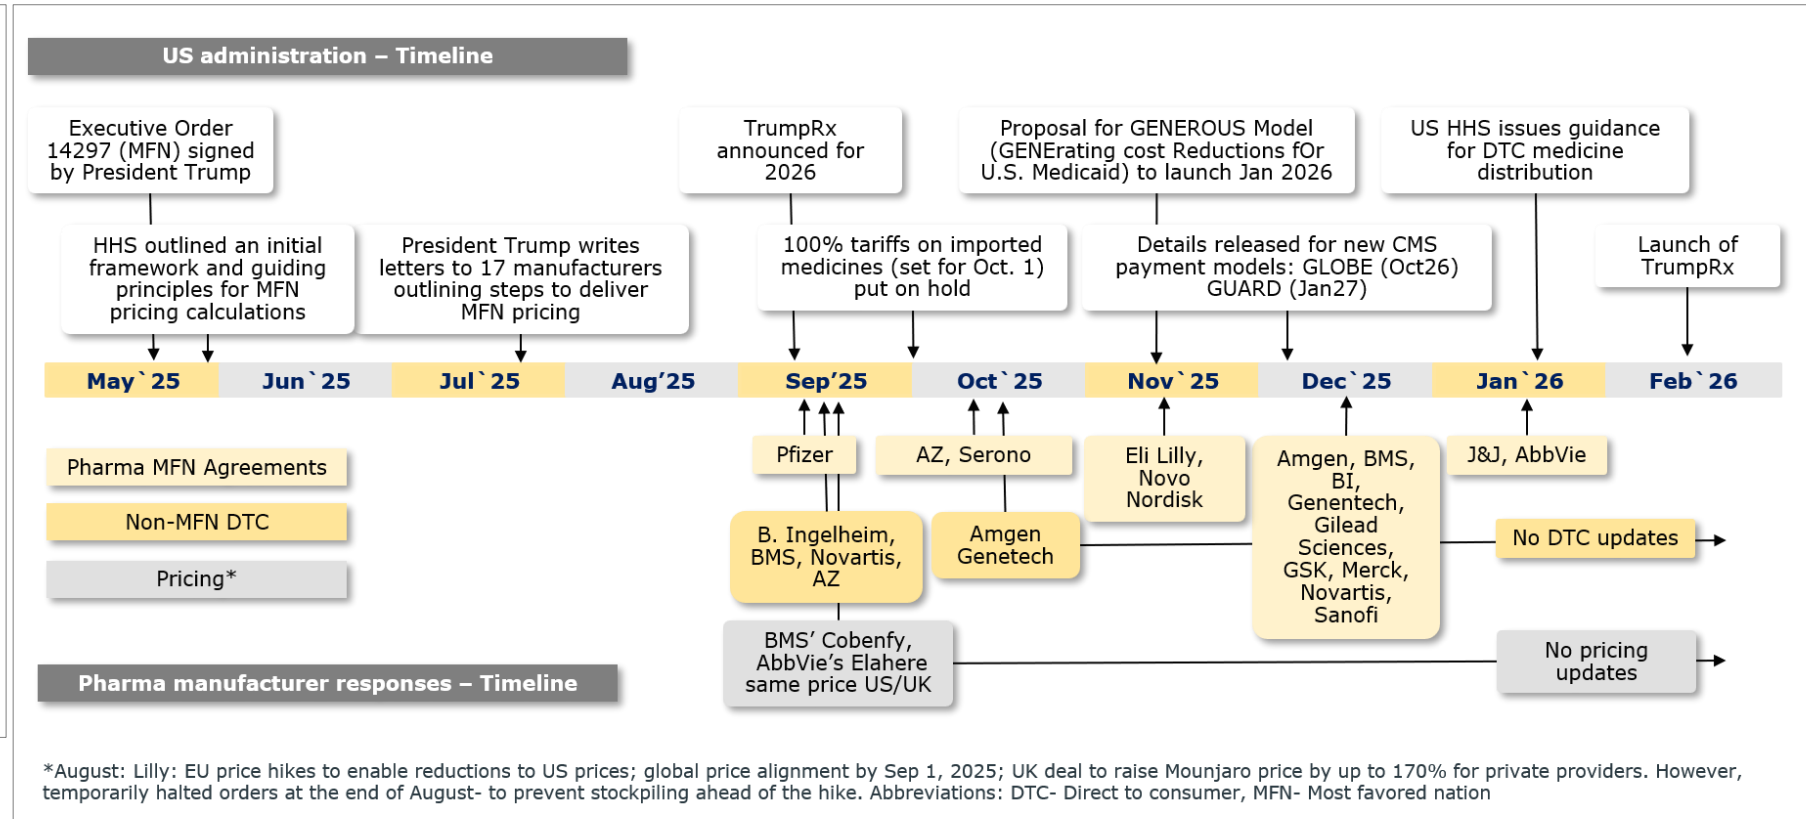 US administration – Timeline
Executive Order
14297 (MFN) signed
by President Trump
TrumpRx
announced for
2026
Proposal for GENEROUS Model
(GENErating cost Reductions fOr
U.S. Medicaid) to launch Jan 2026
US HHS issues guidance
for DTC medicine
distribution
HHS outlined an initial
framework and guiding
principles for MFN
pricing calculations
President Trump writes
letters to 17 manufacturers
outlining steps to deliver
MFN pricing
100% tariffs on imported
medicines (set for Oct. 1)
put on hold
Details released for new CMS
payment models: GLOBE (Oct26)
GUARD (Jan27)
Launch of
TrumpRx
May`25
Jun`25
Jul`25
Aug’25
Sep’25
Oct`25
Nov`25
Dec`25
Jan`26
Feb`26
Pharma MFN Agreements
Non-MFN DTC
Pricing*
Pfizer
AZ, Serono
Eli Lilly,
Novo
Nordisk
Amgen, BMS,
BI,
Genentech,
Gilead
Sciences,
GSK, Merck,
Novartis,
Sanofi
J&J, AbbVie
B. Ingelheim,
BMS, Novartis,
AZ
Amgen
Genetech
No DTC updates
BMS’ Cobenfy,
AbbVie’s Elahere
same price US/UK
No pricing
updates
Pharma manufacturer responses – Timeline
*August: Lilly: EU price hikes to enable reductions to US prices; global price alignment by Sep 1, 2025; UK deal to raise Mounjaro price by up to 170% for private providers. However,
temporarily halted orders at the end of August- to prevent stockpiling ahead of the hike. Abbreviations: DTC- Direct to consumer, MFN- Most favored nation